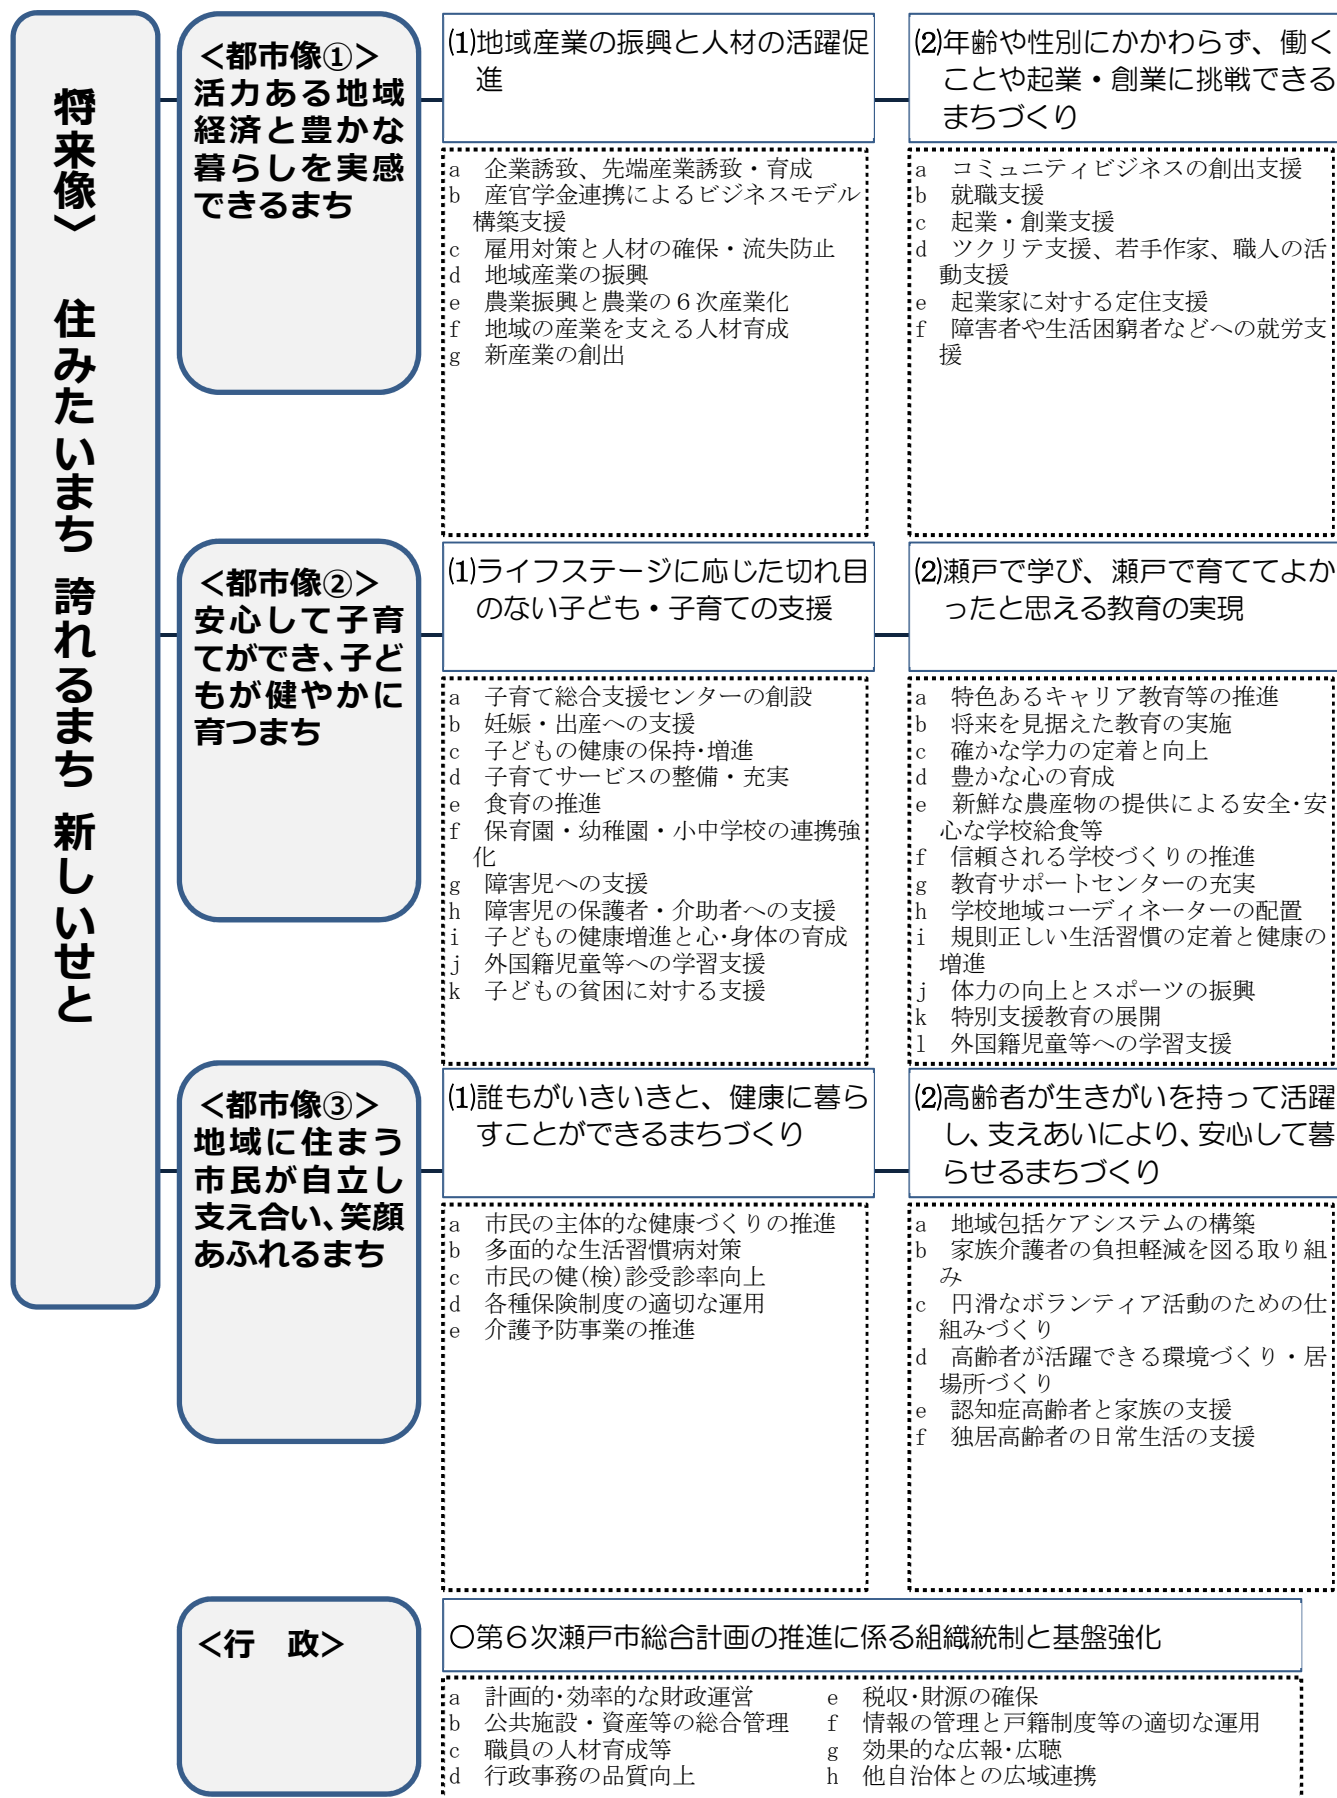 将来像〉 住みたいまち 誇れるまち 新しいせと
<都市像①>
活力ある地域
経済と豊かな
暮らしを実感
できるまち
⑴地域産業の振興と人材の活躍促
進
a 企業誘致、先端産業誘致・育成
b 産官学金連携によるビジネスモデル
構築支援
c 雇用対策と人材の確保・流失防止
d 地域産業の振興
e 農業振興と農業の６次産業化
f 地域の産業を支える人材育成
g 新産業の創出
⑵年齢や性別にかかわらず、働く
ことや起業・創業に挑戦できる
まちづくり
a コミュニティビジネスの創出支援
b 就職支援
c 起業・創業支援
d ツクリテ支援、若手作家、職人の活
動支援
e 起業家に対する定住支援
f 障害者や生活困窮者などへの就労支
援
<都市像②>
安心して子育
てができ、子ど
もが健やかに
育つまち
⑴ライフステージに応じた切れ目
のない子ども・子育ての支援
a 子育て総合支援センターの創設
b 妊娠・出産への支援
c 子どもの健康の保持・増進
d 子育てサービスの整備・充実
e 食育の推進
f 保育園・幼稚園・小中学校の連携強
化
g 障害児への支援
h 障害児の保護者・介助者への支援
i 子どもの健康増進と心・身体の育成
j 外国籍児童等への学習支援
k 子どもの貧困に対する支援
⑵瀬戸で学び、瀬戸で育ててよか
ったと思える教育の実現
a 特色あるキャリア教育等の推進
b 将来を見据えた教育の実施
c 確かな学力の定着と向上
d 豊かな心の育成
e 新鮮な農産物の提供による安全・安
心な学校給食等
f 信頼される学校づくりの推進
g 教育サポートセンターの充実
h 学校地域コーディネーターの配置
i 規則正しい生活習慣の定着と健康の
増進
j 体力の向上とスポーツの振興
k 特別支援教育の展開
l 外国籍児童等への学習支援
<都市像③>
地域に住まう
市民が自立し
支え合い、笑顔
あふれるまち
⑴誰もがいきいきと、健康に暮ら
すことができるまちづくり
a 市民の主体的な健康づくりの推進
b 多面的な生活習慣病対策
c 市民の健(検)診受診率向上
d 各種保険制度の適切な運用
e 介護予防事業の推進
⑵高齢者が生きがいを持って活躍
し、支えあいにより、安心して暮
らせるまちづくり
a 地域包括ケアシステムの構築
b 家族介護者の負担軽減を図る取り組
み
c 円滑なボランティア活動のための仕
組みづくり
d 高齢者が活躍できる環境づくり・居
場所づくり
e 認知症高齢者と家族の支援
f 独居高齢者の日常生活の支援
<行 政>
○第６次瀬戸市総合計画の推進に係る組織統制と基盤強化
a 計画的・効率的な財政運営
b 公共施設・資産等の総合管理
c 職員の人材育成等
d 行政事務の品質向上
e 税収・財源の確保
f 情報の管理と戸籍制度等の適切な運用
g 効果的な広報・広聴
h 他自治体との広域連携